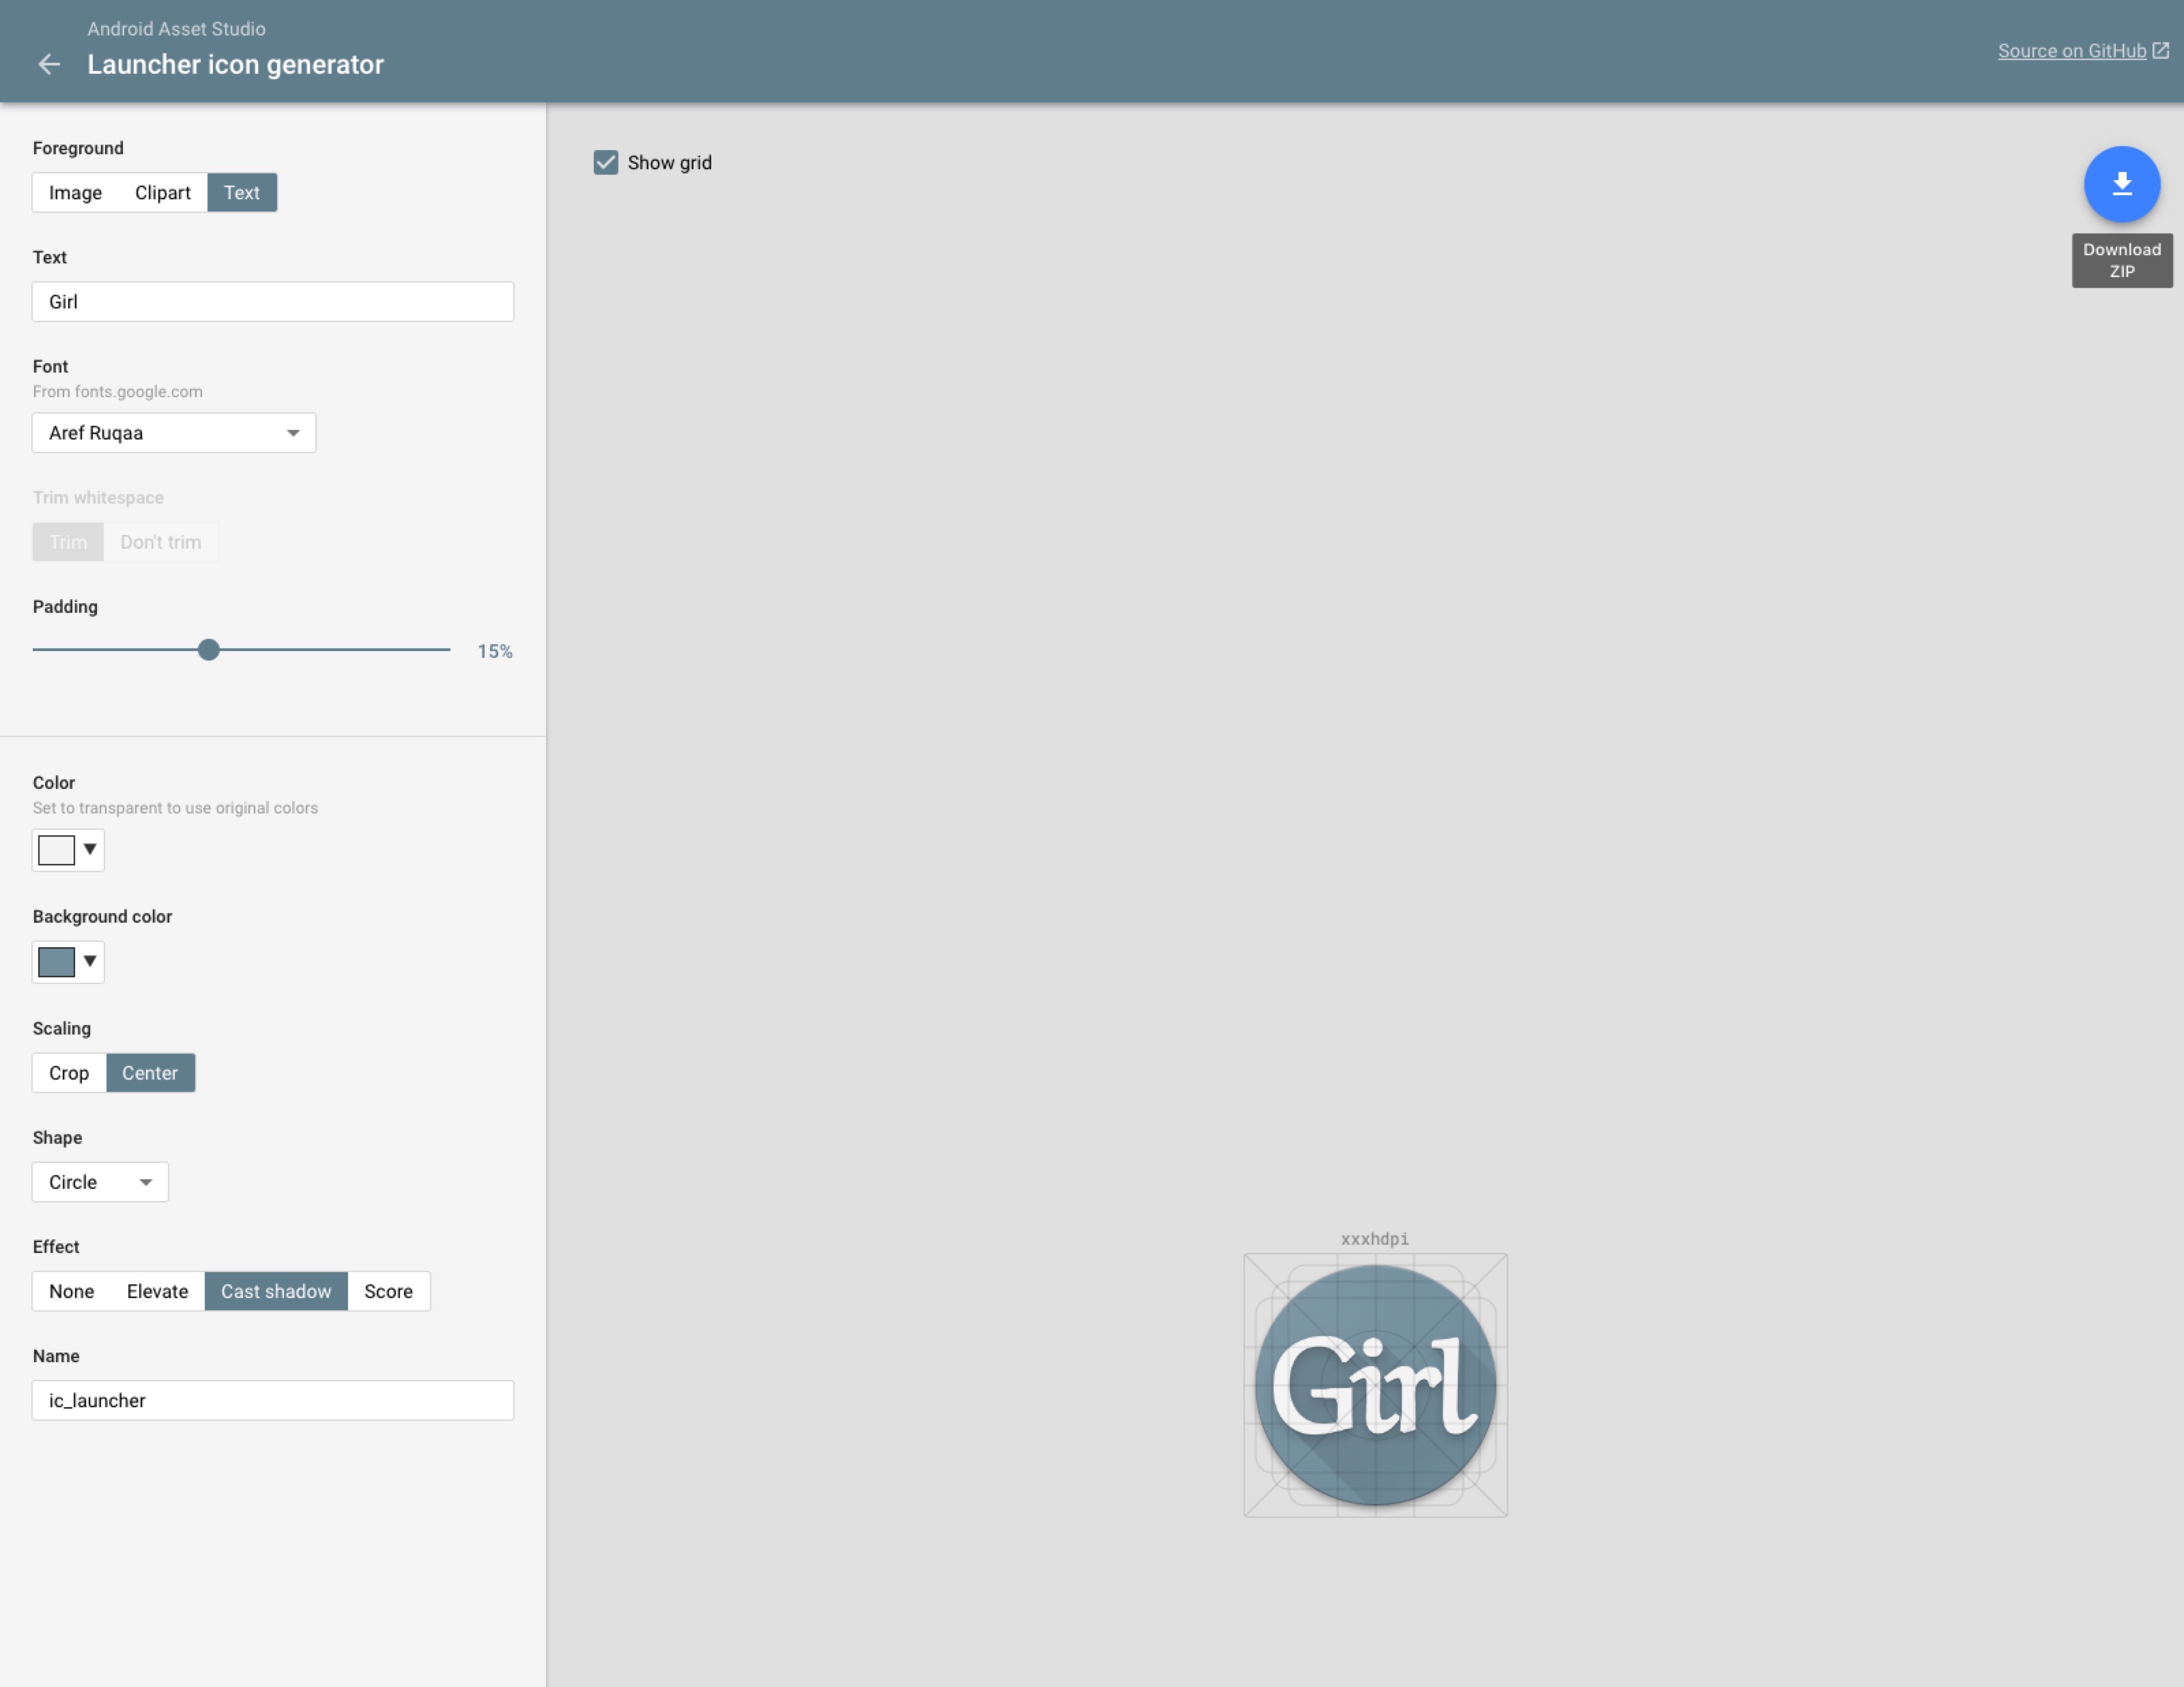 Android Asset Studio
Launcher icon generator
Source on GitHub
Foreground
Image Clipart Text
Text
Girl
Font
From fonts.google.com
Aref Ruqaa
Trim whitespace
Trim Don't trim
Padding
15%
Color
Set to transparent to use original colors
Background color
Scaling
Crop Center
Shape
Circle
Effect
None Elevate Cast shadow Score
Name
ic_launcher
Show grid
Download
ZIP
xxxhdpi
Girl